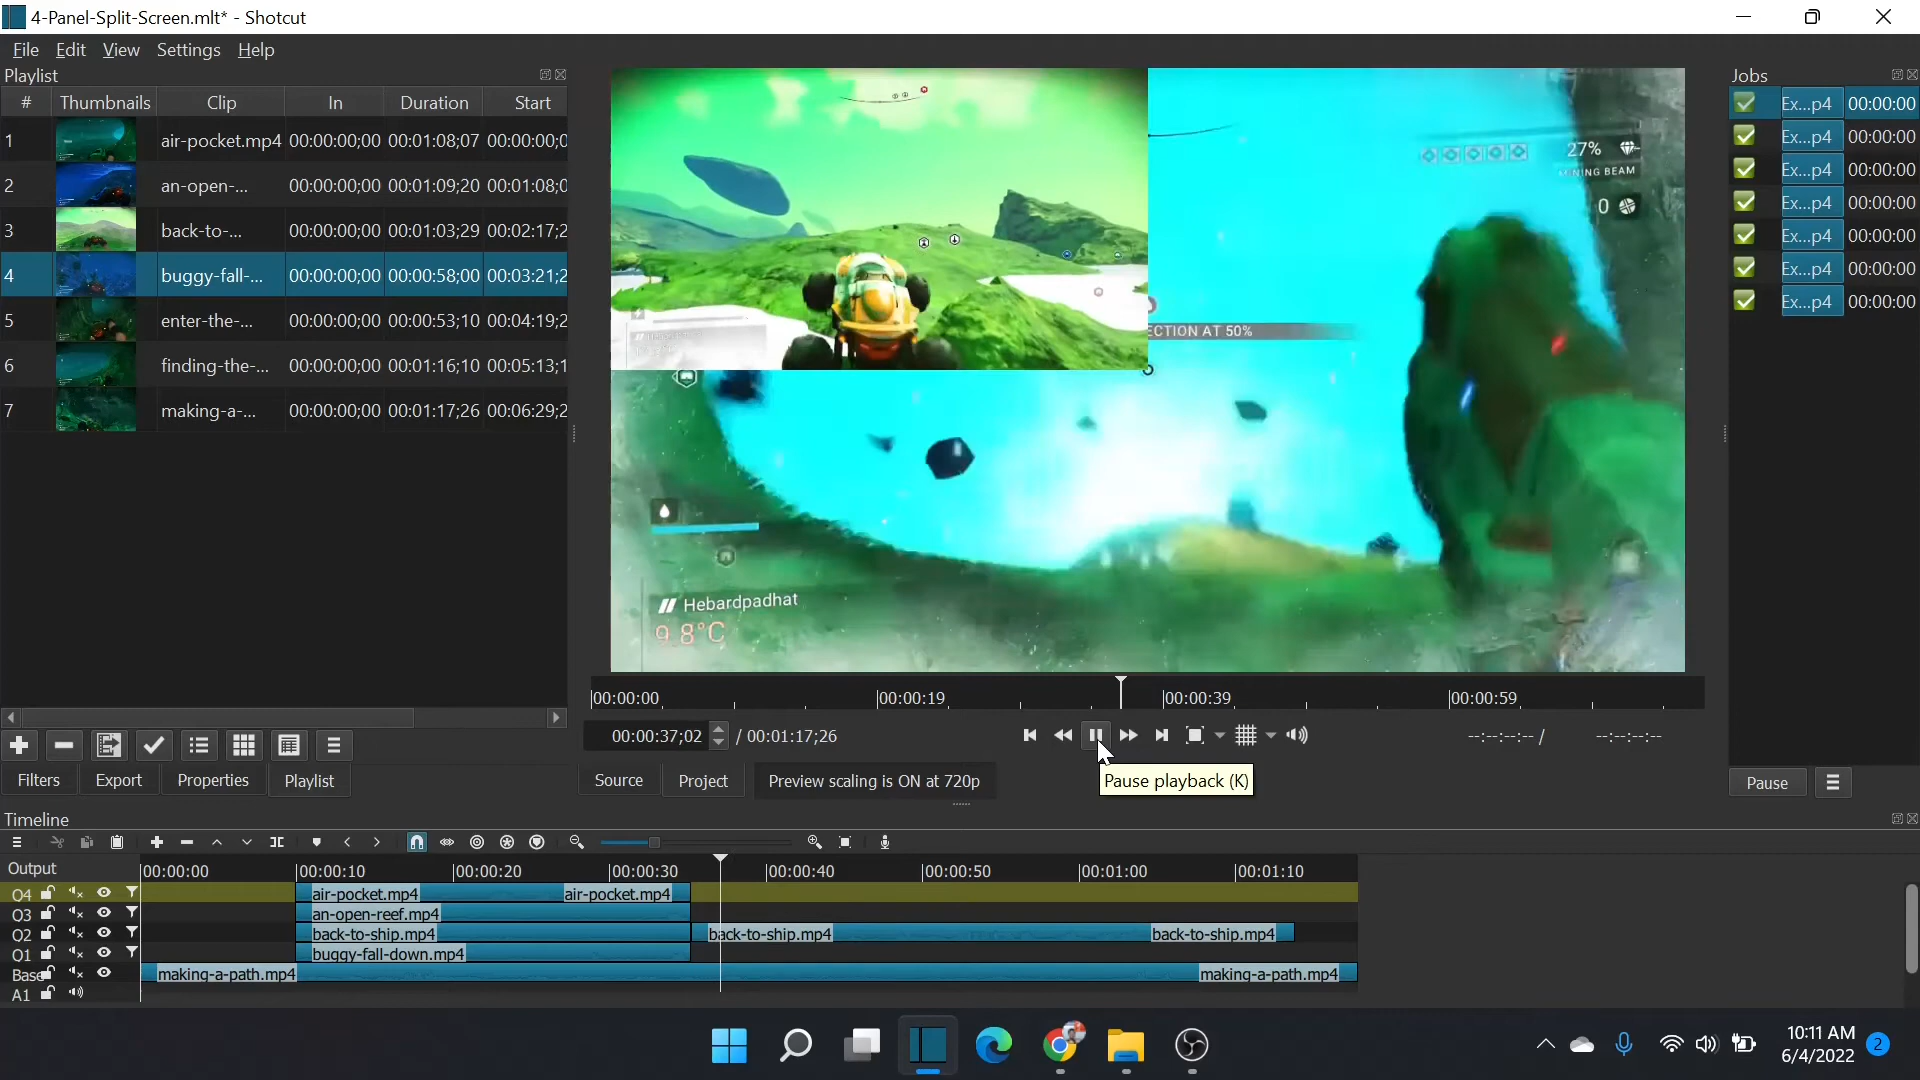 4-Panel-Split-Screen.mlt* - Shotcut
File Edit View Settings Help
Playlist
# Thumbnails Clip In Duration Start
1 air-pocket.mp4 00:00:00;00 00:01:08;07 00:00:00;0
2 an-open-... 00:00:00;00 00:01:09;20 00:01:08;0
3 back-to-... 00:00:00;00 00:01:03;29 00:02:17;2
4 buggy-fall-... 00:00:00;00 00:00:58;00 00:03:21;2
5 enter-the-... 00:00:00;00 00:00:53;10 00:04:19;2
6 finding-the-... 00:00:00;00 00:01:16;10 00:05:13;1
7 making-a-... 00:00:00;00 00:01:17;26 00:06:29;2
Filters Export Properties Playlist
27%
MINING BEAM
0
ECTION AT 50%
Hebardpadhat
9.8°C
00:00:00 00:00:19 00:00:39 00:00:59
00:00:37;02 / 00:01:17;26
--:--:--:-- / --:--:--:--
Source Project Preview scaling is ON at 720p
Pause playback (K)
Jobs
Ex...p4 00:00:00
Ex...p4 00:00:00
Ex...p4 00:00:00
Ex...p4 00:00:00
Ex...p4 00:00:00
Ex...p4 00:00:00
Ex...p4 00:00:00
Pause
Timeline
Output 00:00:00 00:00:10 00:00:20 00:00:30 00:00:40 00:00:50 00:01:00 00:01:10
Q4 air-pocket.mp4 air-pocket.mp4
Q3 an-open-reef.mp4
Q2 back-to-ship.mp4 back-to-ship.mp4 back-to-ship.mp4
Q1 buggy-fall-down.mp4
Base making-a-path.mp4 making-a-path.mp4
A1
10:11 AM
6/4/2022 2